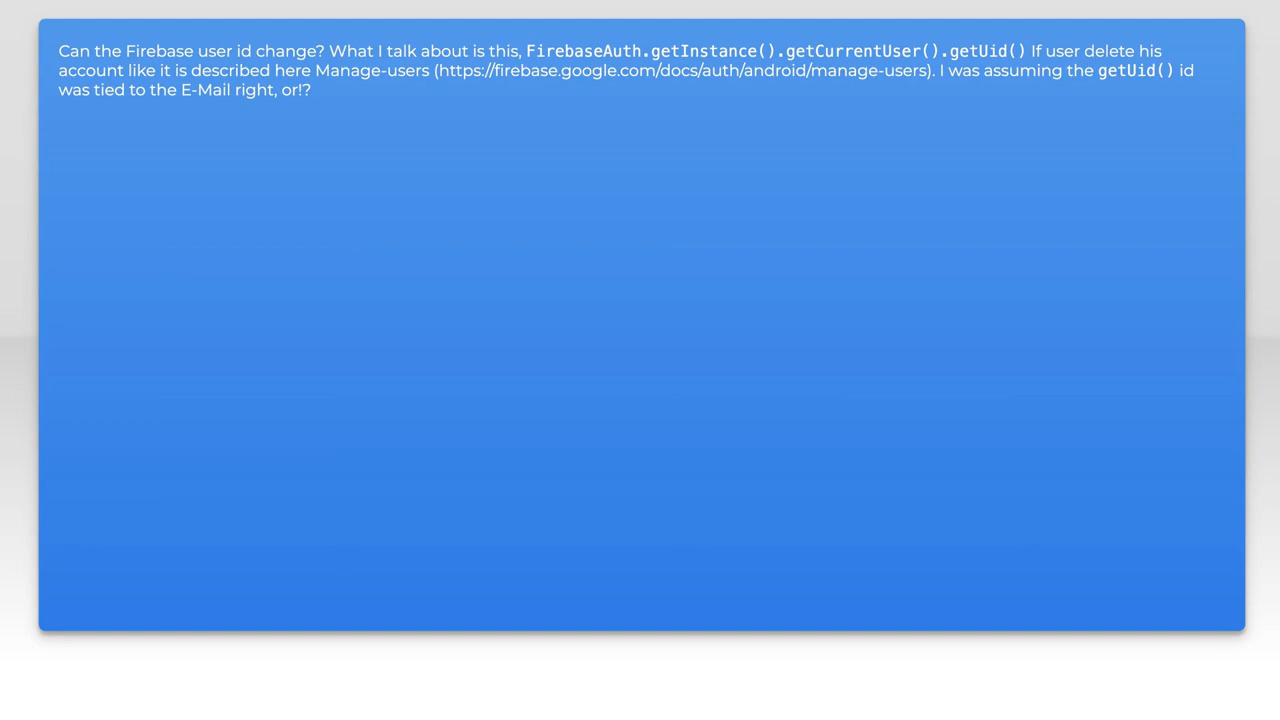 Can the Firebase user id change? What I talk about is this, FirebaseAuth.getInstance().getCurrentUser().getUid() If user delete his
account like it is described here Manage-users (https://firebase.google.com/docs/auth/android/manage-users). I was assuming the getUid() id
was tied to the E-Mail right, or!?